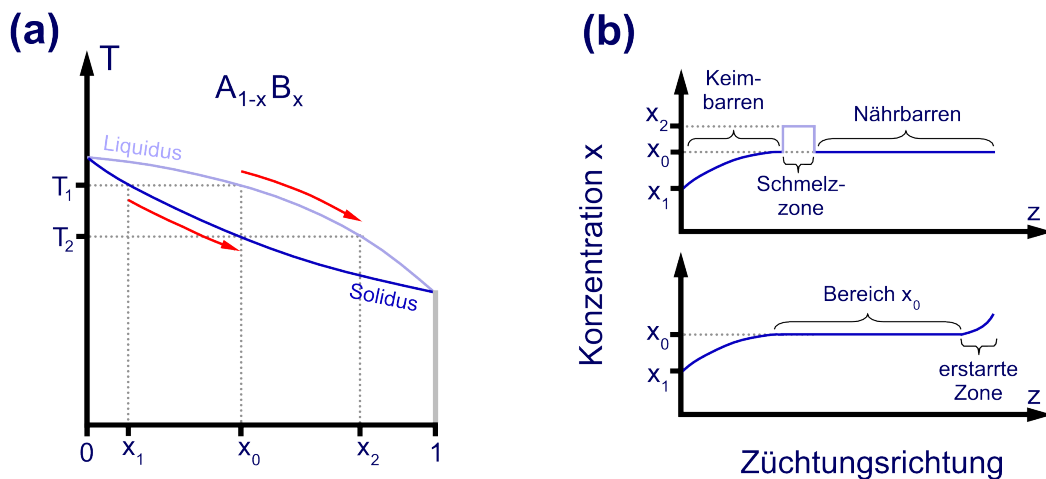 (a)
T
A₁₋ₓBₓ
Liquidus
T₁
T₂
Solidus
0
x₁
x₀
x₂
1
(b)
Konzentration x
Keim-
barren
x₂
Nährbarren
x₀
x₁
Schmelz-
zone
z
Bereich x₀
x₀
x₁
erstarrte
Zone
z
Züchtungsrichtung